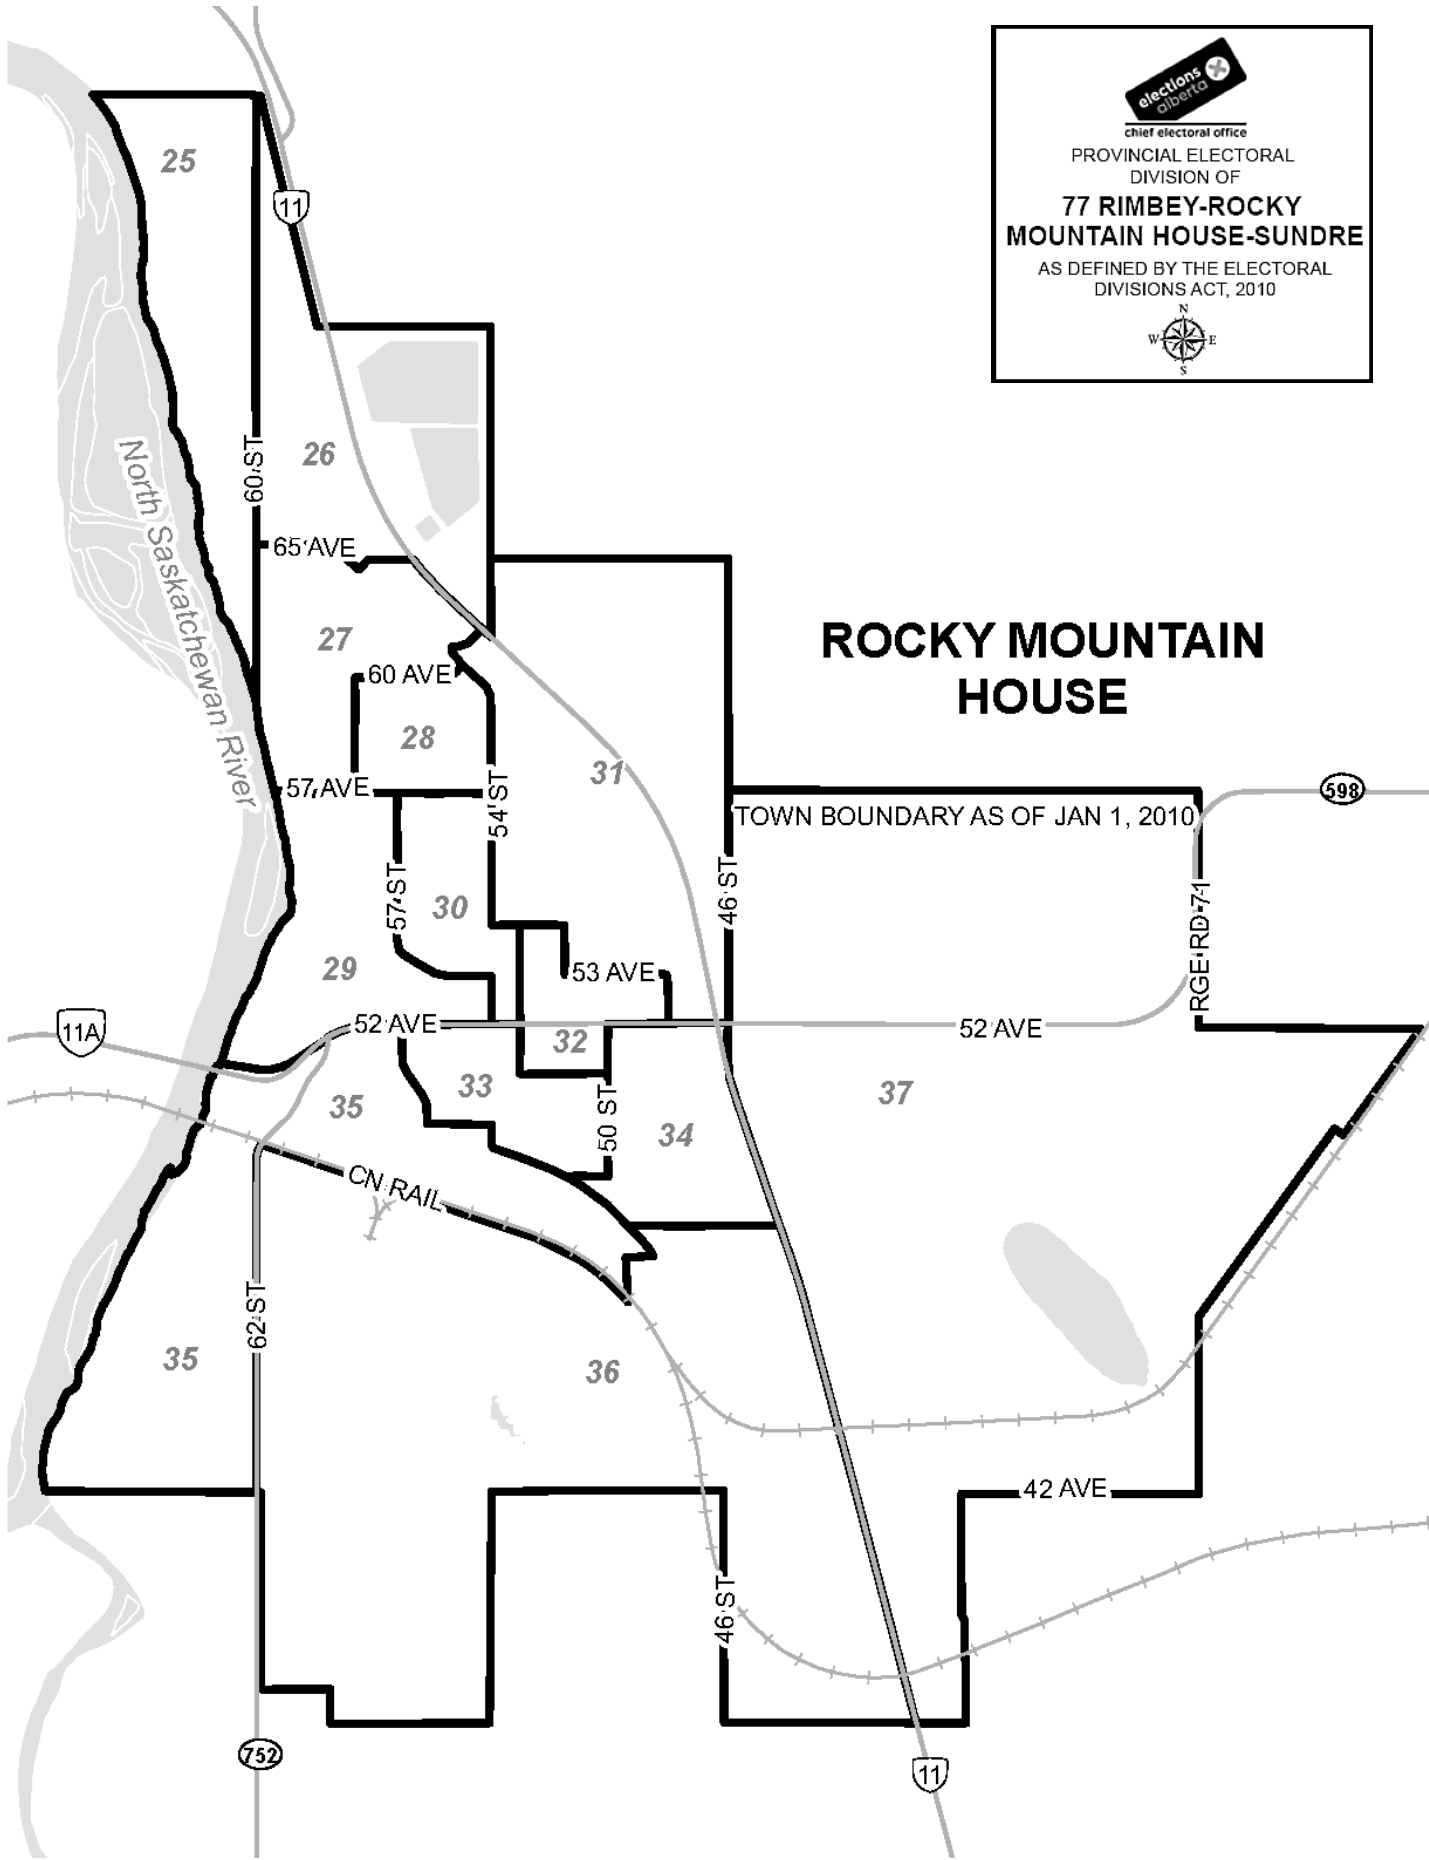 elections
alberta
chief electoral office
PROVINCIAL ELECTORAL
DIVISION OF
77 RIMBEY-ROCKY
MOUNTAIN HOUSE-SUNDRE
AS DEFINED BY THE ELECTORAL
DIVISIONS ACT, 2010
N
W E
S
25
11
26
60 ST
North Saskatchewan River
65 AVE
27
ROCKY MOUNTAIN
HOUSE
60 AVE
28
31
57 AVE
54 ST
598
TOWN BOUNDARY AS OF JAN 1, 2010
57 ST
46 ST
30
RGE RD 7-1
29
53 AVE
11A
52 AVE
52 AVE
32
33
37
35
50 ST
34
CN RAIL
62 ST
35
36
42 AVE
46 ST
752
11